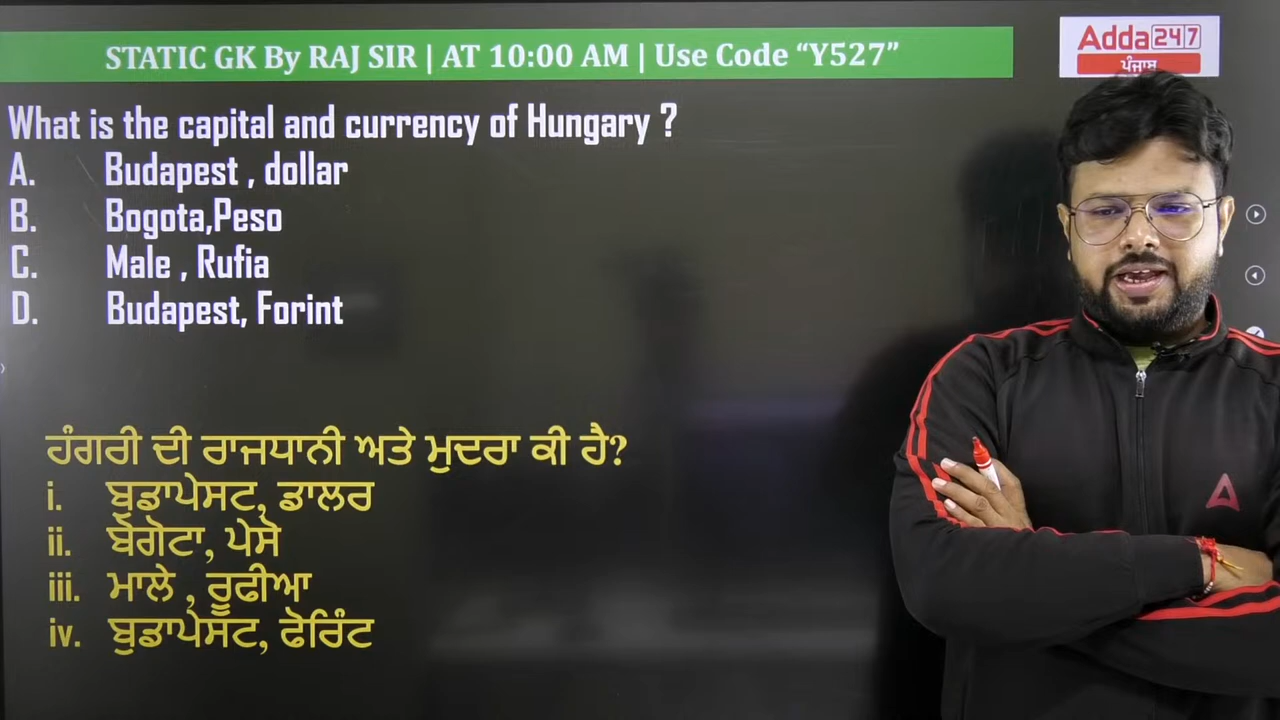 STATIC GK By RAJ SIR | AT 10:00 AM | Use Code “Y527”
Adda247
ਪੰਜਾਬ
What is the capital and currency of Hungary ?
A. Budapest , dollar
B. Bogota,Peso
C. Male , Rufia
D. Budapest, Forint
ਹੰਗਰੀ ਦੀ ਰਾਜਧਾਨੀ ਅਤੇ ਮੁਦਰਾ ਕੀ ਹੈ?
i. ਬੁਡਾਪੇਸਟ, ਡਾਲਰ
ii. ਬੋਗੋਟਾ, ਪੇਸੋ
iii. ਮਾਲੇ , ਰੂਫੀਆ
iv. ਬੁਡਾਪੇਸਟ, ਫੋਰਿੰਟ